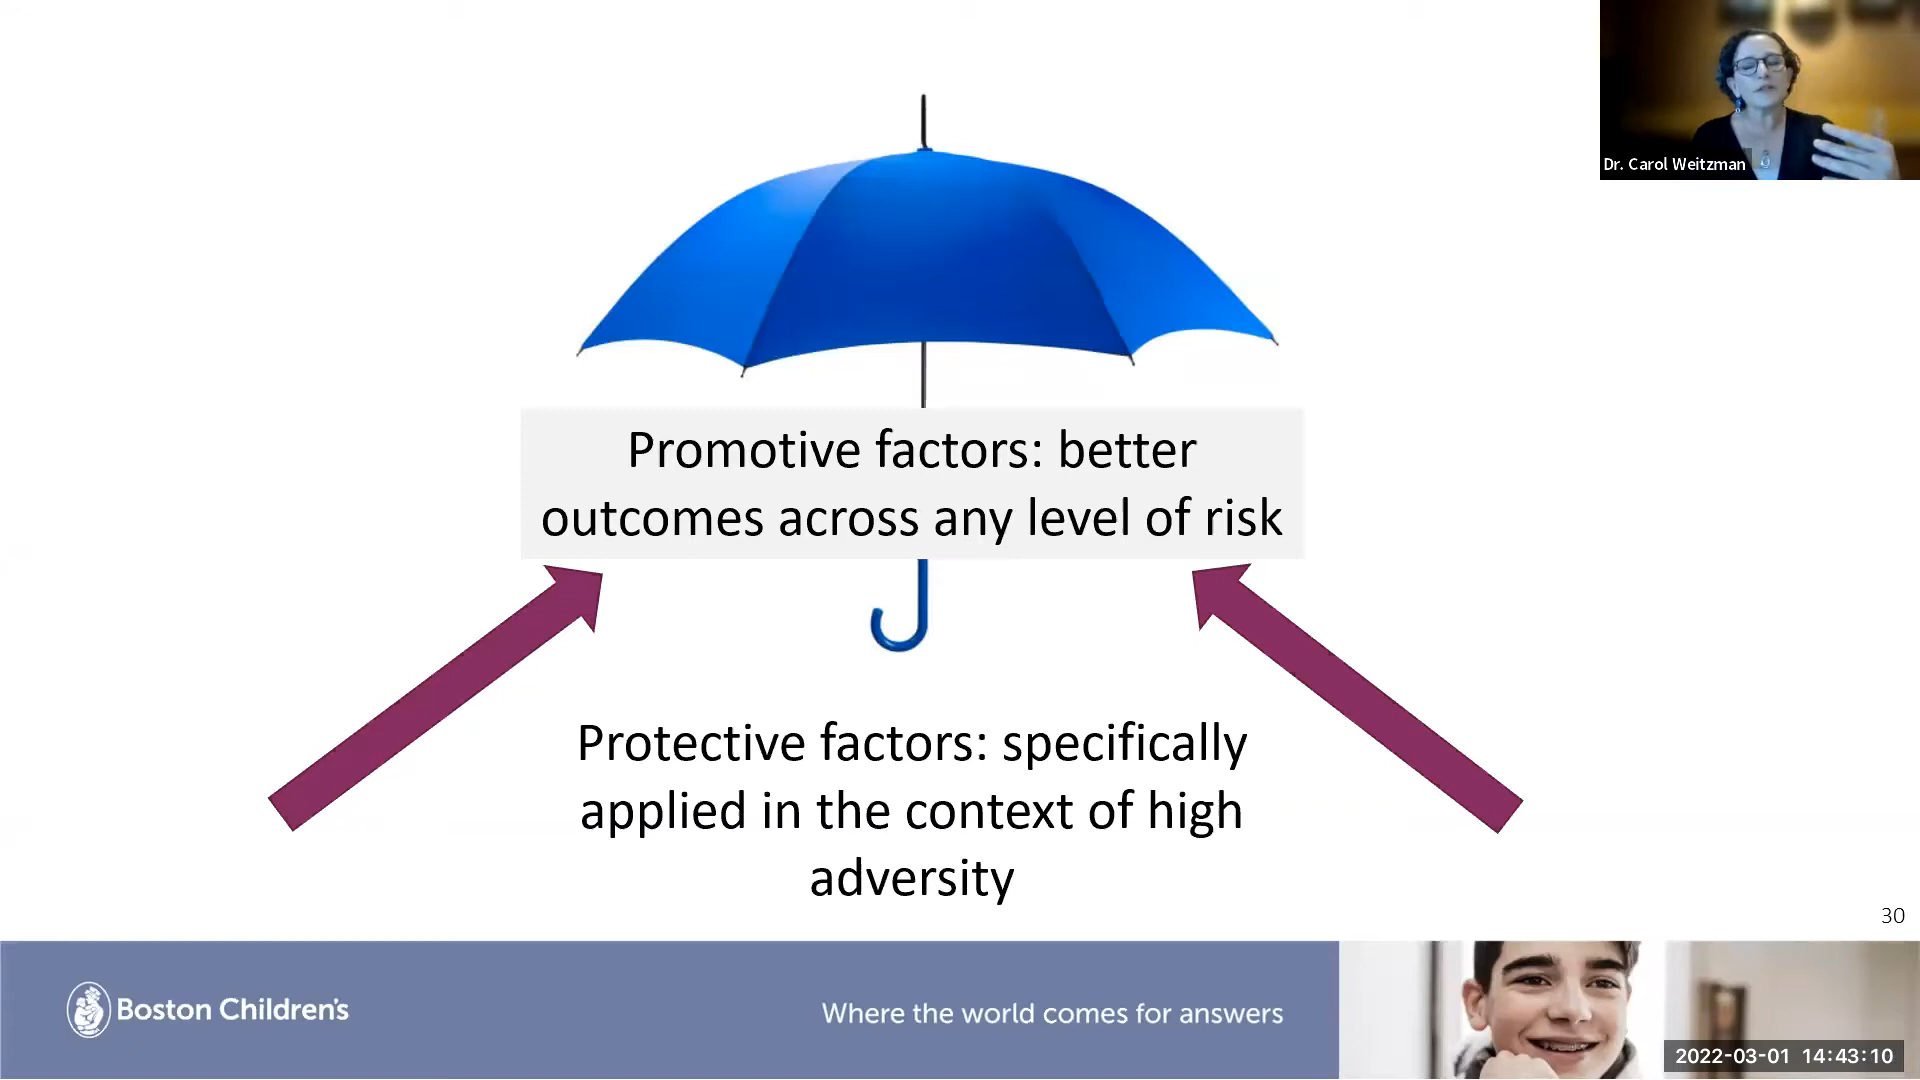 Dr. Carol Weitzman
Promotive factors: better
outcomes across any level of risk
Protective factors: specifically
applied in the context of high
adversity
30
Boston Children's
Where the world comes for answers
2022-03-01 14:43:10